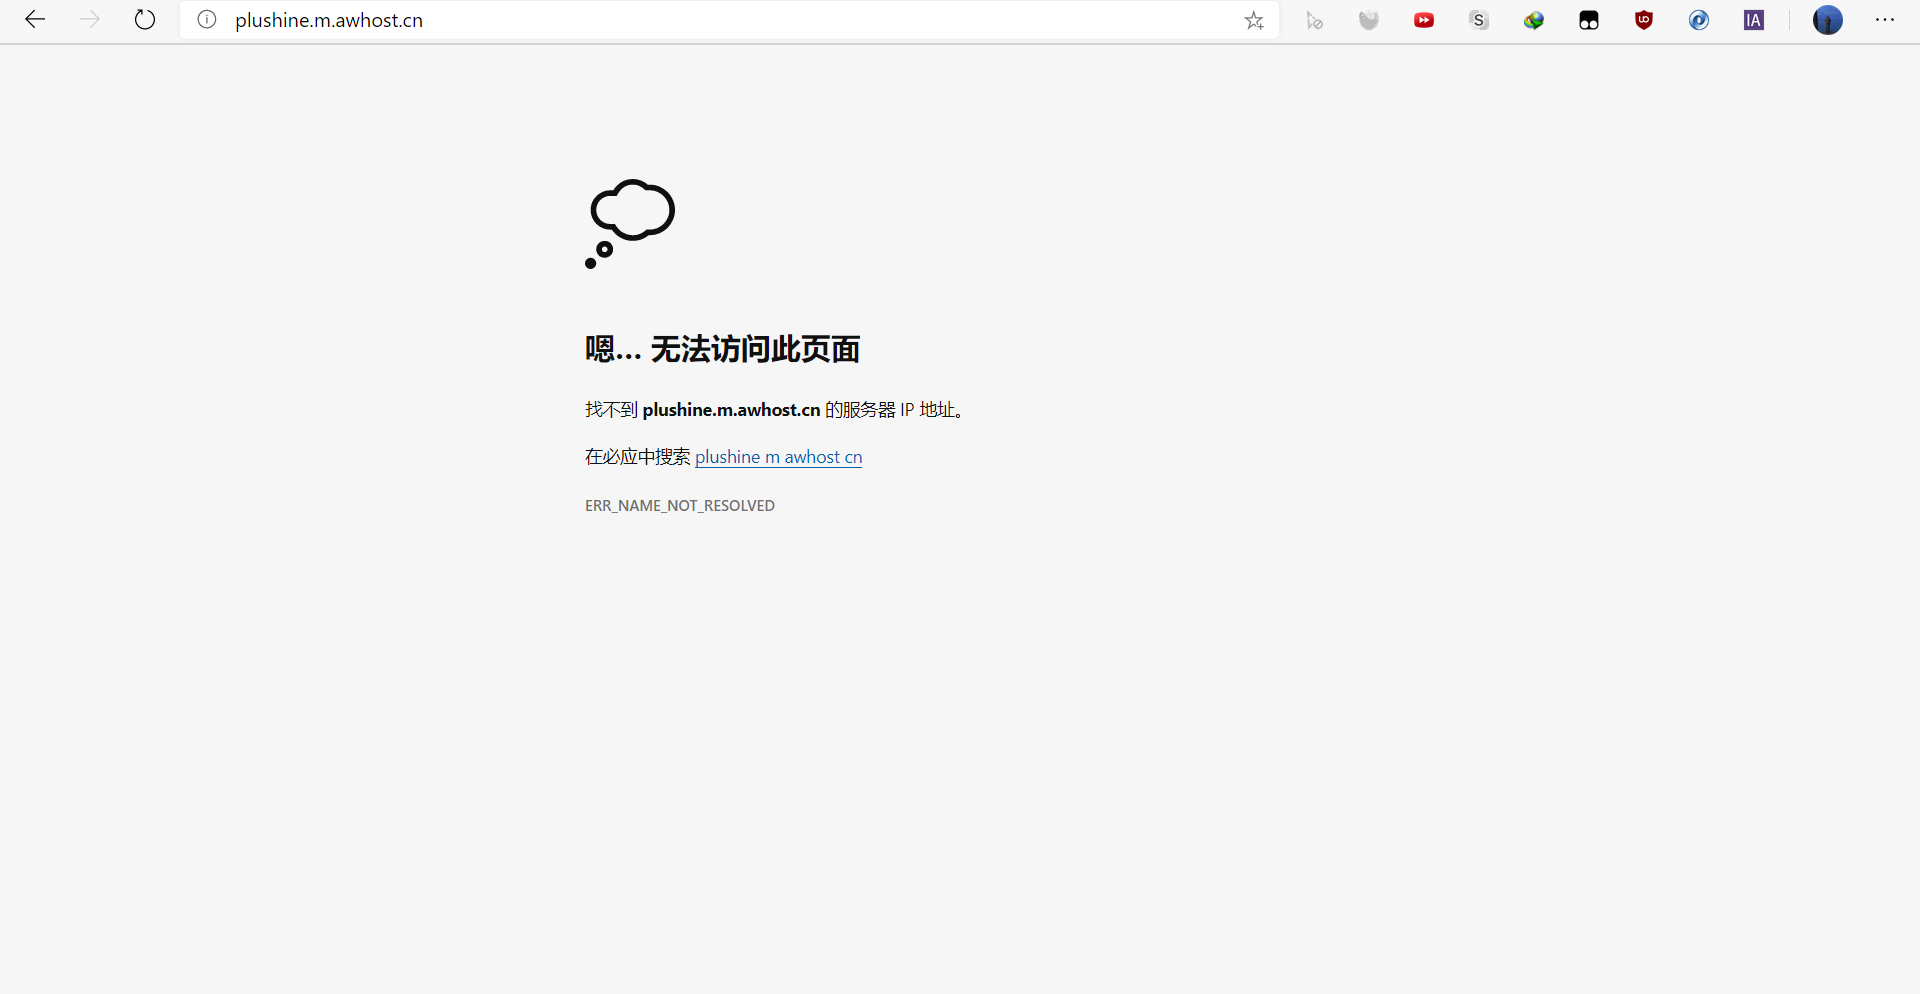 plushine.m.awhost.cn
S
UO
IA
嗯… 无法访问此页面
找不到 plushine.m.awhost.cn 的服务器 IP 地址。
在必应中搜索 plushine m awhost cn
ERR_NAME_NOT_RESOLVED